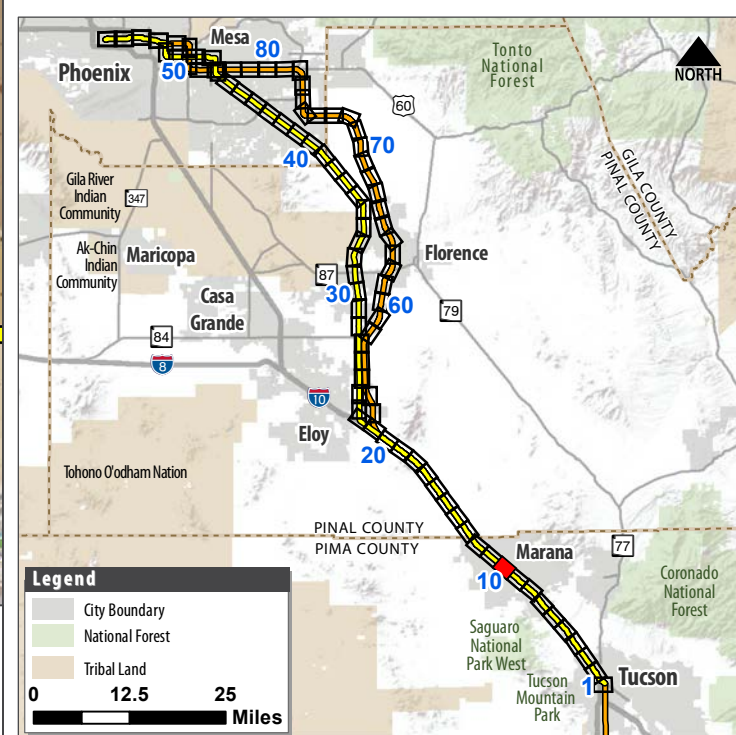 Mesa
80
Tonto
National
Forest
NORTH
Phoenix
50
60
70
40
GILA COUNTY
PINAL COUNTY
Gila River
Indian
Community
347
Ak-Chin
Indian
Community
Maricopa
Florence
87
Casa
Grande
30
60
79
84
8
10
Eloy
20
Tohono O'odham Nation
PINAL COUNTY
PIMA COUNTY
Marana
77
10
Coronado
National
Forest
Saguaro
National
Park West
Tucson
Mountain
Park
1
Tucson
Legend
City Boundary
National Forest
Tribal Land
0 12.5 25
Miles